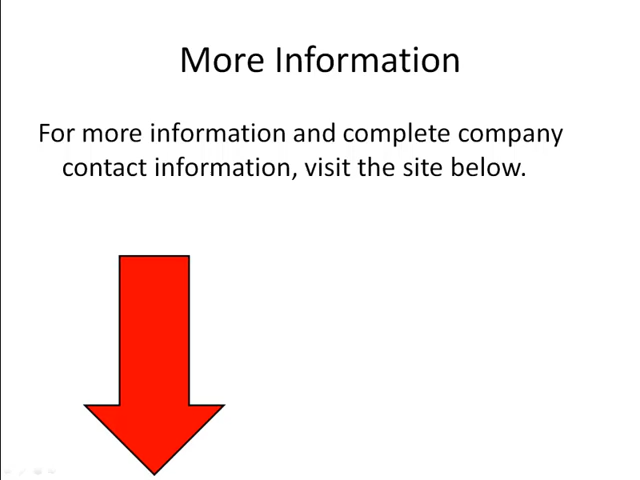 More Information
For more information and complete company
contact information, visit the site below.